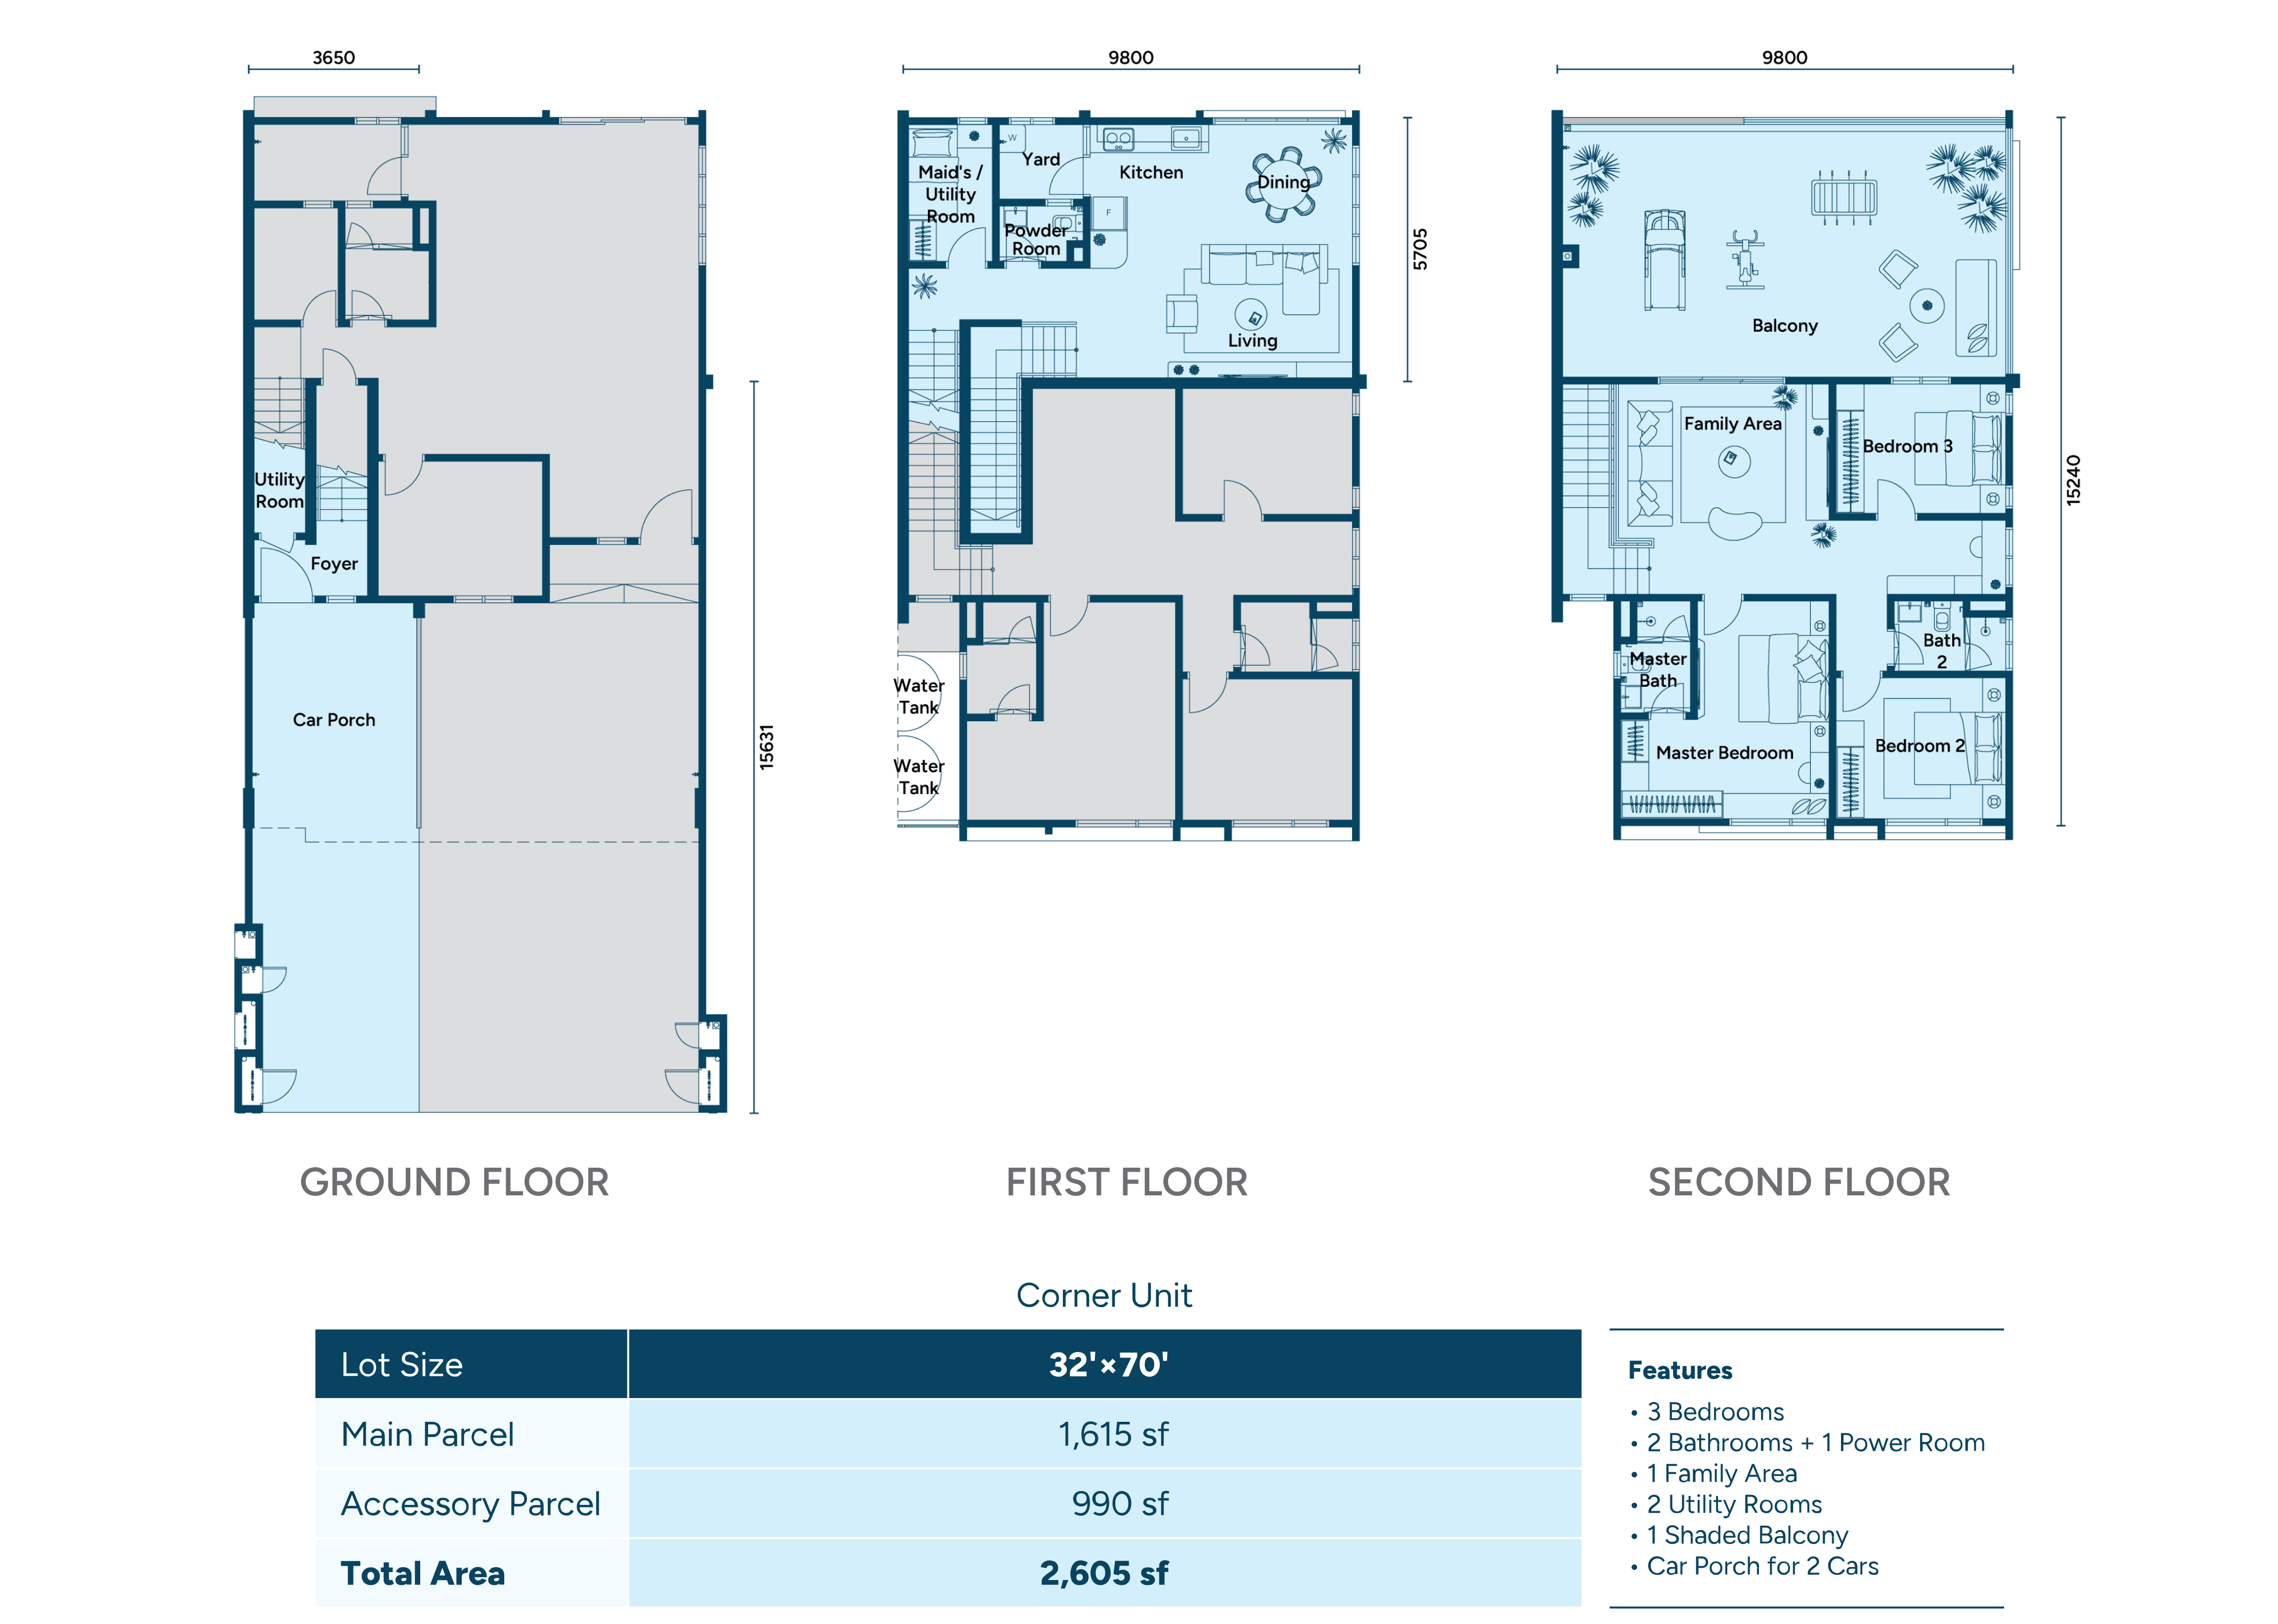 3650
9800
9800
Utility
Room
Foyer
Car Porch
15631
Maid's /
Utility
Room
W
Yard
Powder
Room
Kitchen
F
Dining
Living
5705
Water
Tank
Water
Tank
Balcony
Family Area
Bedroom 3
Master
Bath
Bath
2
Master Bedroom
Bedroom 2
15240
GROUND FLOOR
FIRST FLOOR
SECOND FLOOR
Corner Unit
Lot Size 32'×70'
Main Parcel 1,615 sf
Accessory Parcel 990 sf
Total Area 2,605 sf
Features
• 3 Bedrooms
• 2 Bathrooms + 1 Power Room
• 1 Family Area
• 2 Utility Rooms
• 1 Shaded Balcony
• Car Porch for 2 Cars